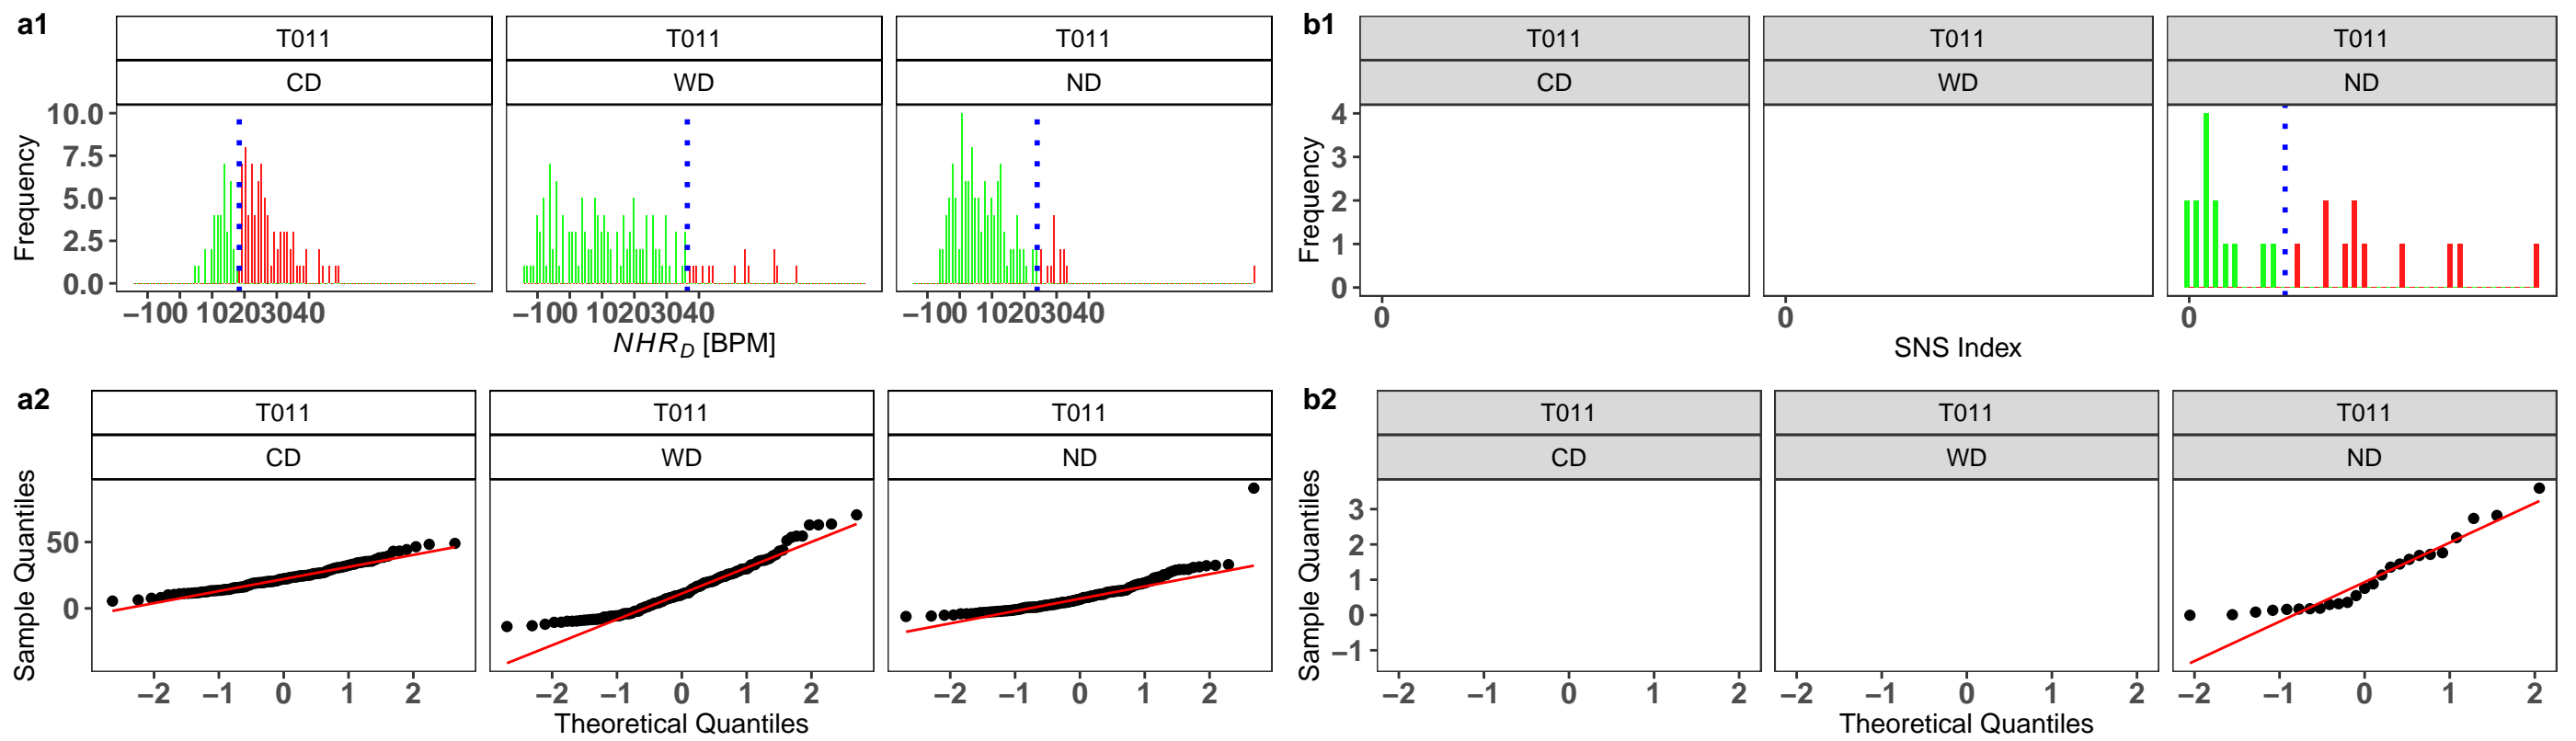 a1
T011 T011 T011
CD WD ND
Frequency
10.0
7.5
5.0
2.5
0.0
−100 10203040 −100 10203040 −100 10203040
NHR_D [BPM]
b1
T011 T011 T011
CD WD ND
Frequency
4
3
2
1
0
0 0 0
SNS Index
a2
T011 T011 T011
CD WD ND
Sample Quantiles
50
0
−2 −1 0 1 2 −2 −1 0 1 2 −2 −1 0 1 2
Theoretical Quantiles
b2
T011 T011 T011
CD WD ND
Sample Quantiles
3
2
1
0
−1
−2 −1 0 1 2 −2 −1 0 1 2 −2 −1 0 1 2
Theoretical Quantiles